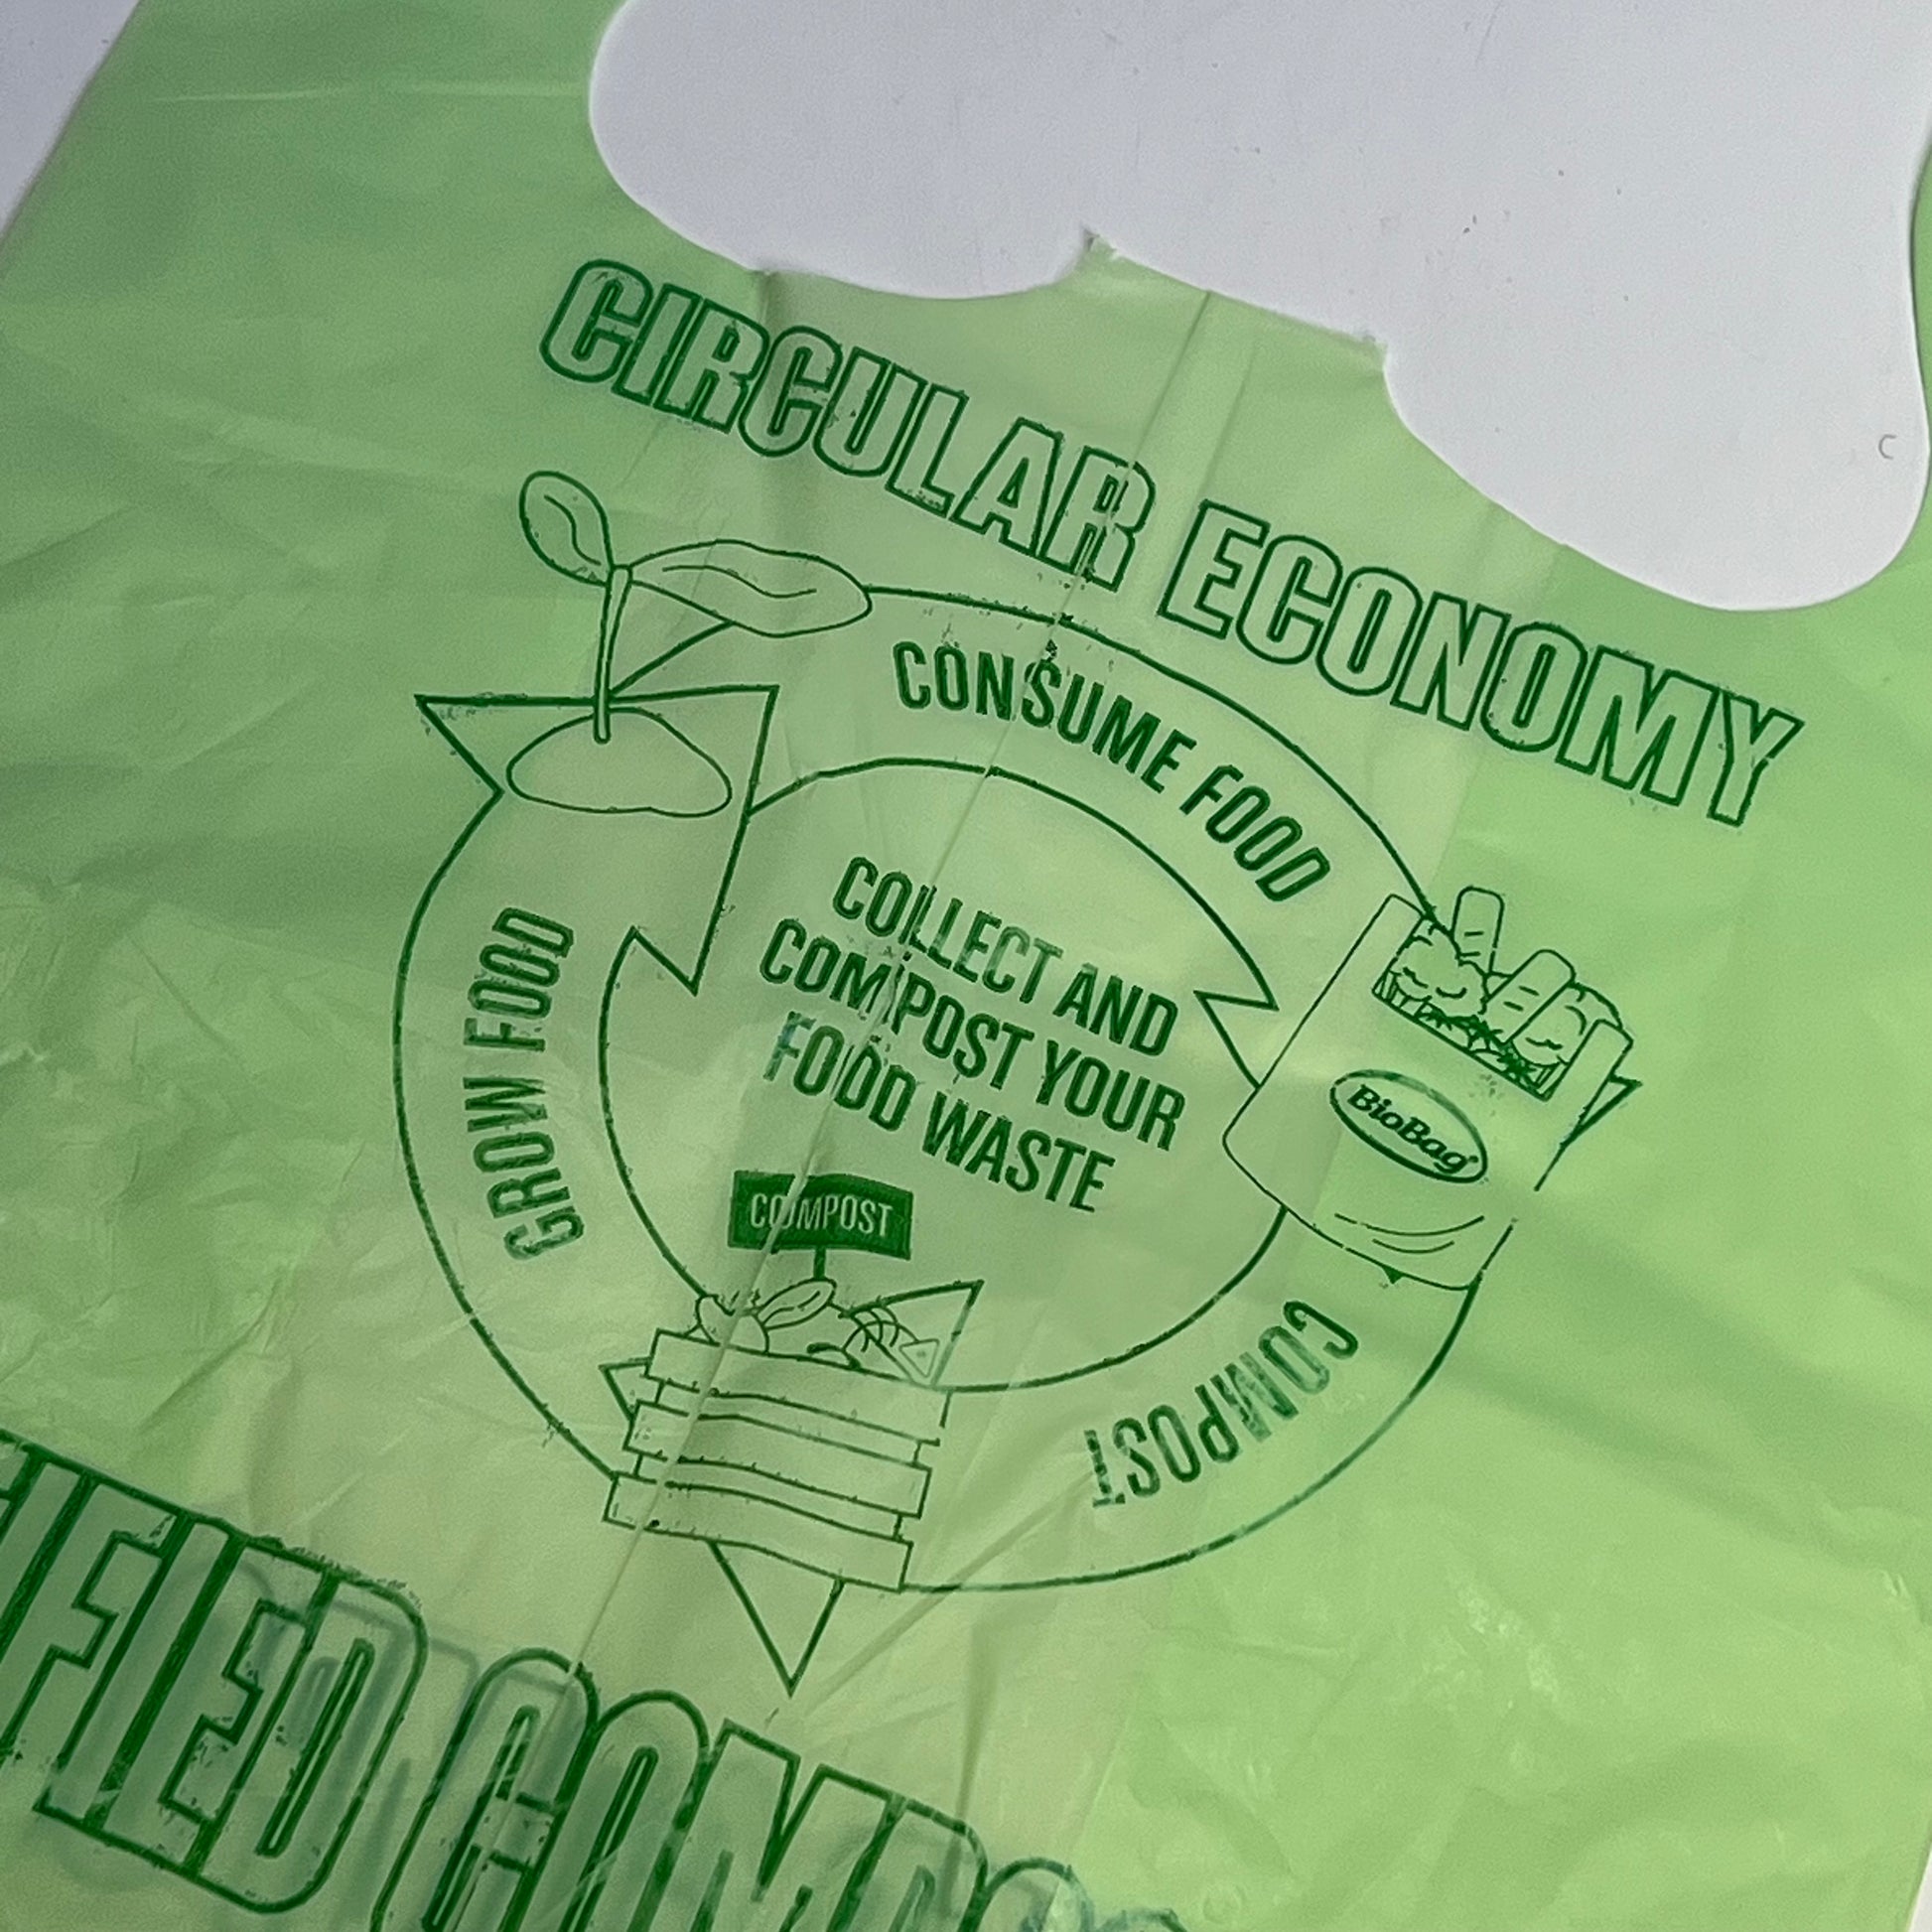 CIRCULAR ECONOMY
CONSUME FOOD
COLLECT AND
COMPOST YOUR
FOOD WASTE
BioBag
GROW FOOD
COMPOST
COMPOST